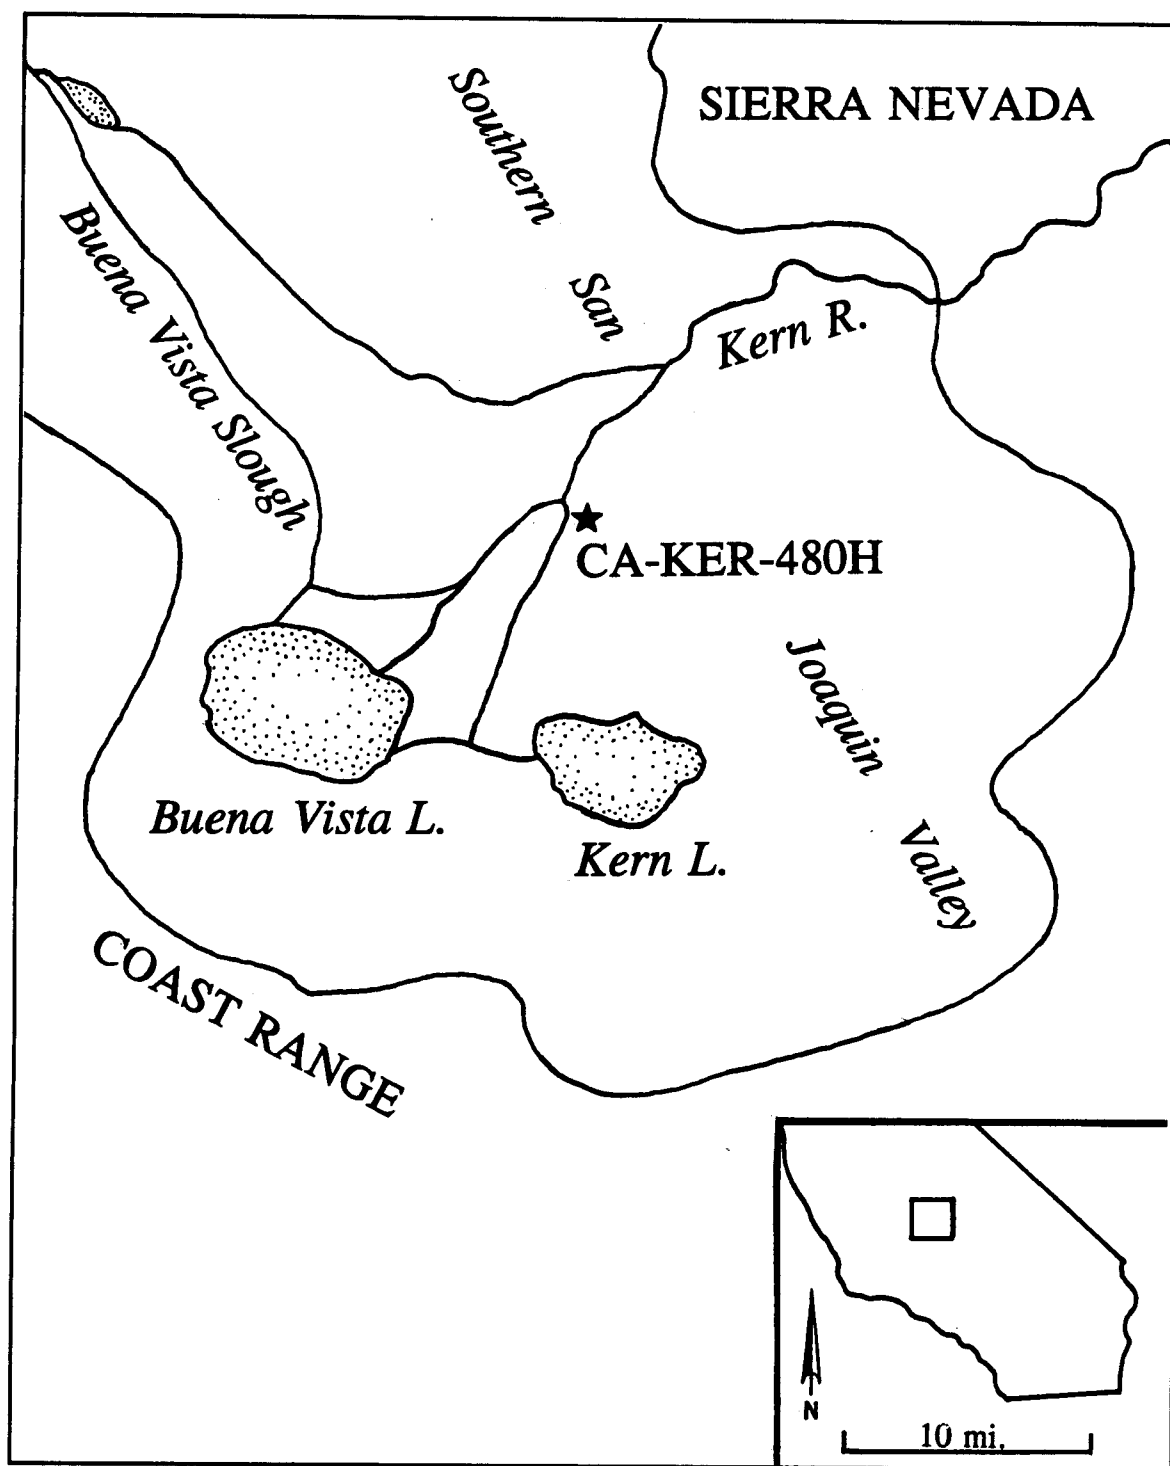 SIERRA NEVADA
Southern
San
Joaquin
Valley
Buena Vista Slough
Kern R.
CA-KER-480H
Buena Vista L.
Kern L.
COAST RANGE
N
10 mi.